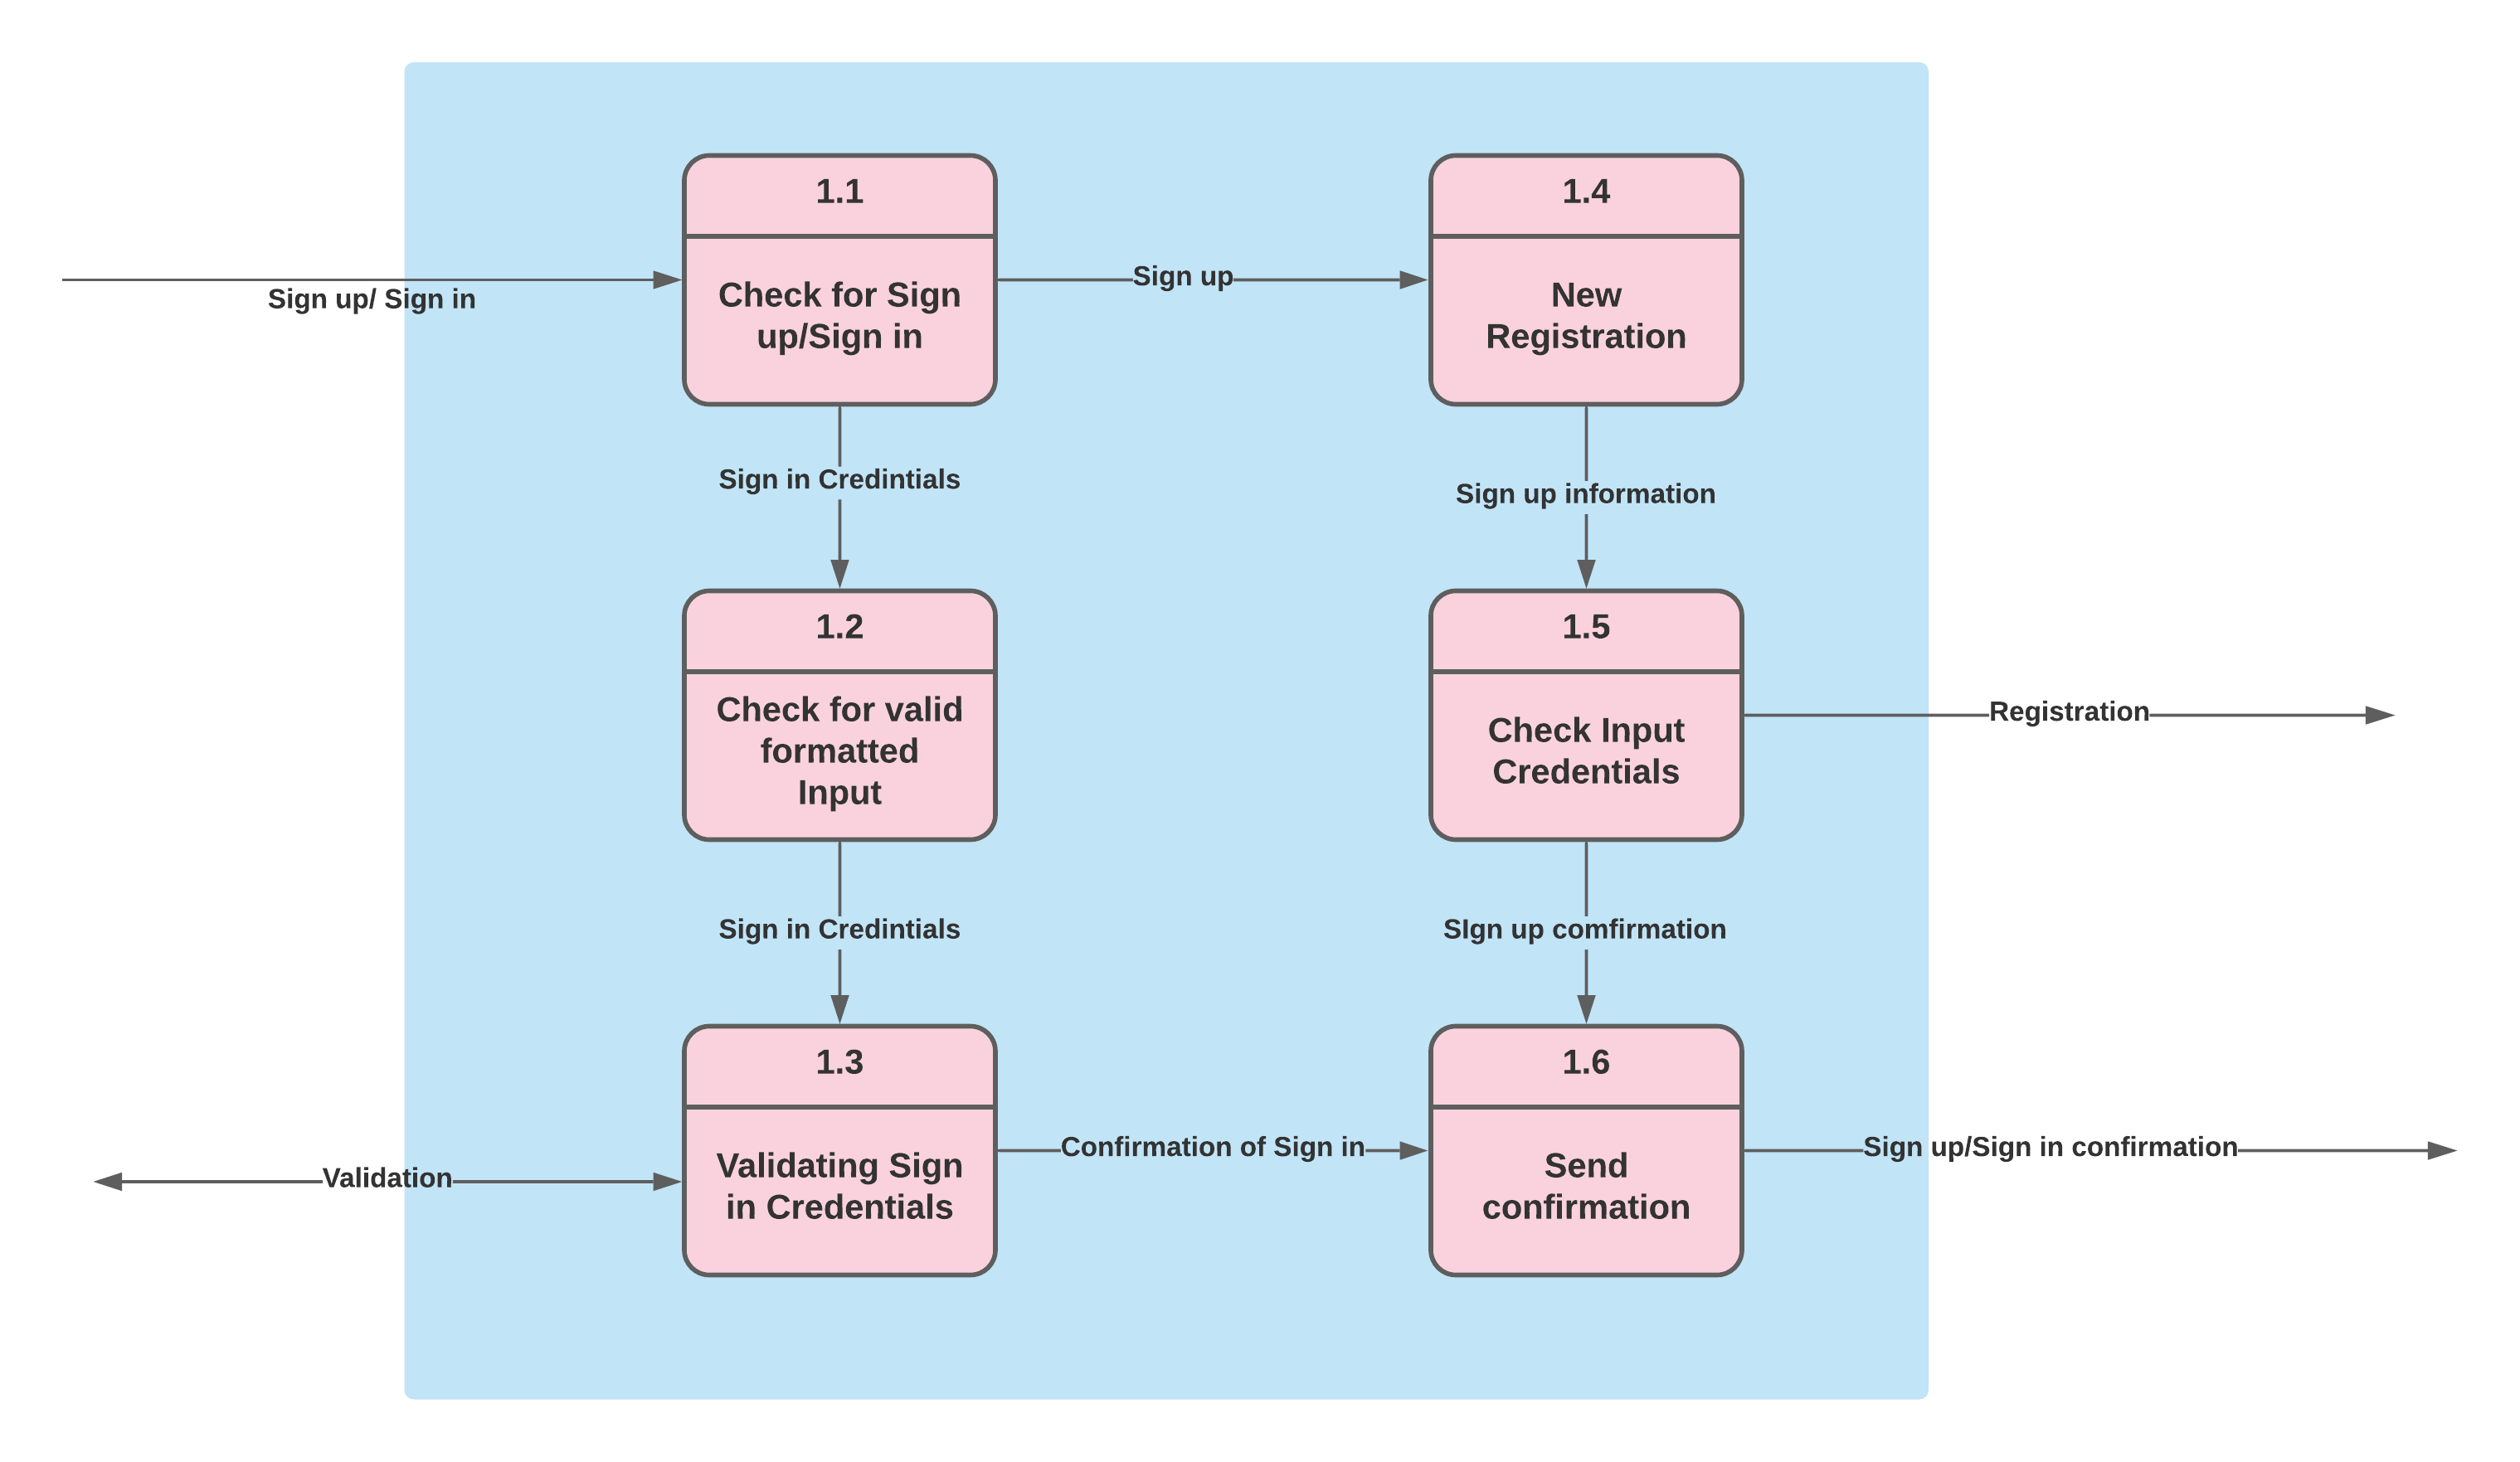 1.1
1.4
Sign up/ Sign in
Check for Sign
up/Sign in
Sign up
New
Registration
Sign in Credintials
Sign up information
1.2
1.5
Check for valid
formatted
Input
Check Input
Credentials
Registration
Sign in Credintials
SIgn up comfirmation
1.3
1.6
Validation
Validating Sign
in Credentials
Confirmation of Sign in
Send
confirmation
Sign up/Sign in confirmation